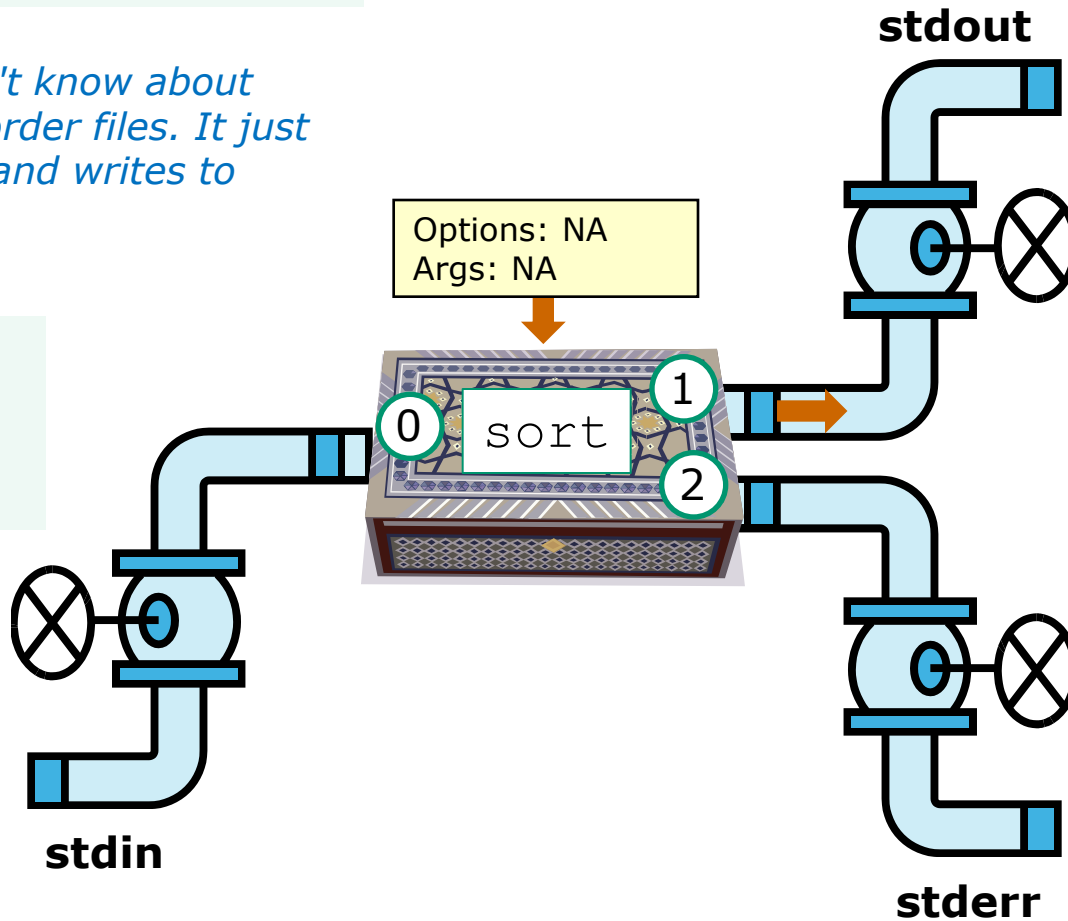 stdout
't know about
order files. It just
and writes to
Options: NA
Args: NA
0
sort
1
2
stdin
stderr